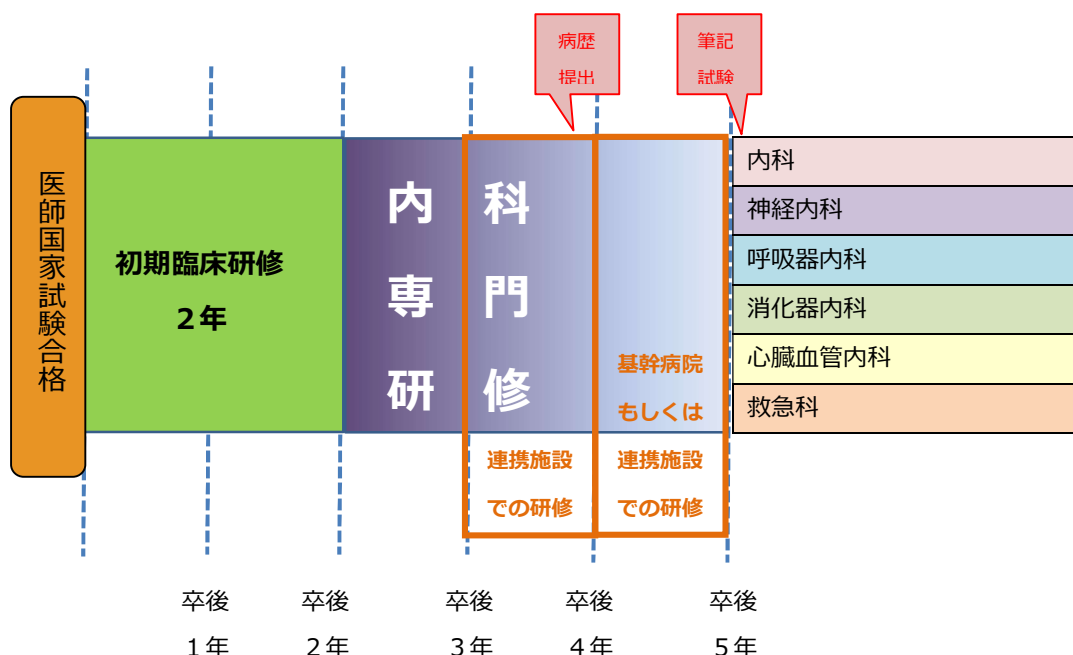 病歴
提出
筆記
試験
医師国家試験合格
初期臨床研修
２年
内科
専門
研修
基幹病院
もしくは
連携施設
での研修
連携施設
での研修
内科
神経内科
呼吸器内科
消化器内科
心臓血管内科
救急科
卒後
１年
卒後
２年
卒後
３年
卒後
４年
卒後
５年